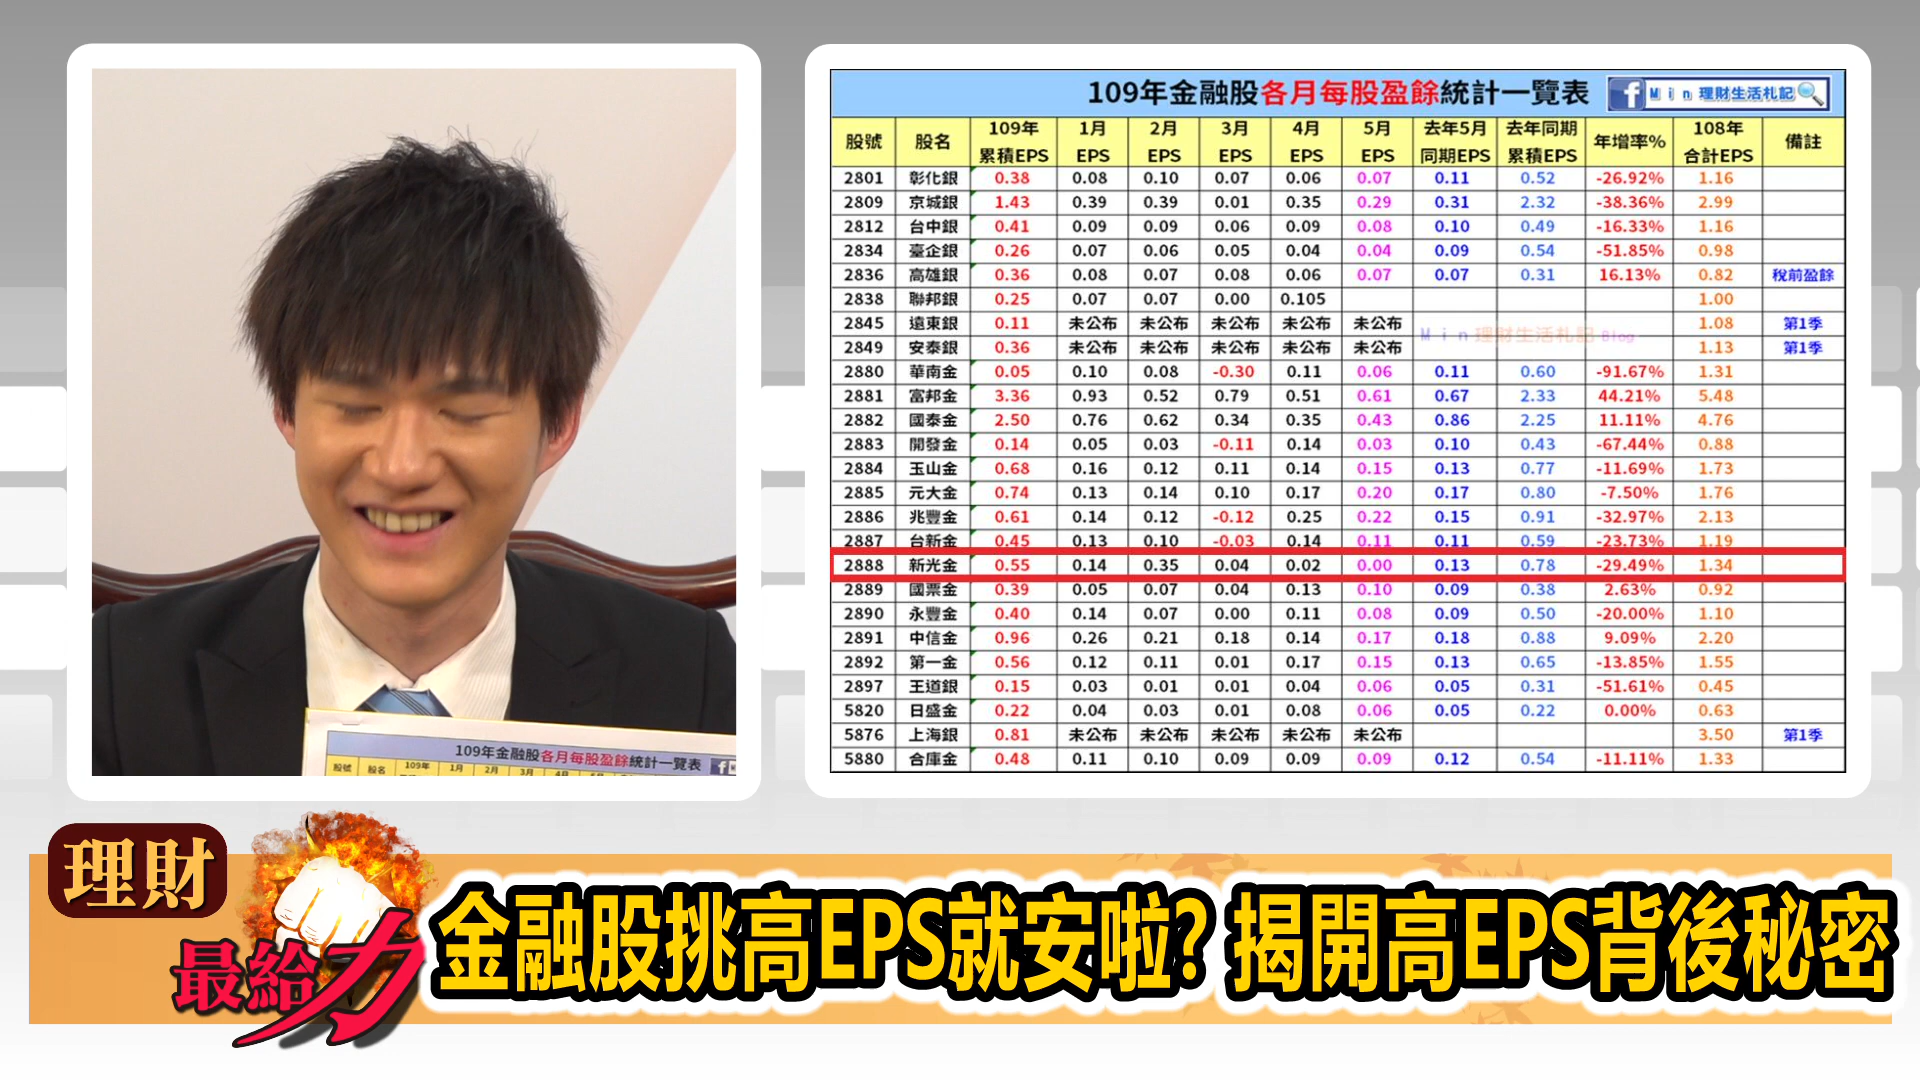 109年金融股各月每股盈餘統計一覽表 f Min 理財生活札記
股號 股名 109年累積EPS 1月EPS 2月EPS 3月EPS 4月EPS 5月EPS 去年5月同期EPS 去年同期累積EPS 年增率% 108年合計EPS 備註
2801 彰化銀 0.38 0.08 0.10 0.07 0.06 0.07 0.11 0.52 -26.92% 1.16
2809 京城銀 1.43 0.39 0.39 0.01 0.35 0.29 0.31 2.32 -38.36% 2.99
2812 台中銀 0.41 0.09 0.09 0.06 0.09 0.08 0.10 0.49 -16.33% 1.16
2834 臺企銀 0.26 0.07 0.06 0.05 0.04 0.04 0.09 0.54 -51.85% 0.98
2836 高雄銀 0.36 0.08 0.07 0.08 0.06 0.07 0.07 0.31 16.13% 0.82 稅前盈餘
2838 聯邦銀 0.25 0.07 0.07 0.00 0.105 1.00
2845 遠東銀 0.11 未公布 未公布 未公布 未公布 未公布 1.08 第1季
Min 理財生活札記 Blog
2849 安泰銀 0.36 未公布 未公布 未公布 未公布 未公布 1.13 第1季
2880 華南金 0.05 0.10 0.08 -0.30 0.11 0.06 0.11 0.60 -91.67% 1.31
2881 富邦金 3.36 0.93 0.52 0.79 0.51 0.61 0.67 2.33 44.21% 5.48
2882 國泰金 2.50 0.76 0.62 0.34 0.35 0.43 0.86 2.25 11.11% 4.76
2883 開發金 0.14 0.05 0.03 -0.11 0.14 0.03 0.10 0.43 -67.44% 0.88
2884 玉山金 0.68 0.16 0.12 0.11 0.14 0.15 0.13 0.77 -11.69% 1.73
2885 元大金 0.74 0.13 0.14 0.10 0.17 0.20 0.17 0.80 -7.50% 1.76
2886 兆豐金 0.61 0.14 0.12 -0.12 0.25 0.22 0.15 0.91 -32.97% 2.13
2887 台新金 0.45 0.13 0.10 -0.03 0.14 0.11 0.11 0.59 -23.73% 1.19
2888 新光金 0.55 0.14 0.35 0.04 0.02 0.00 0.13 0.78 -29.49% 1.34
2889 國票金 0.39 0.05 0.07 0.04 0.13 0.10 0.09 0.38 2.63% 0.92
2890 永豐金 0.40 0.14 0.07 0.00 0.11 0.08 0.09 0.50 -20.00% 1.10
2891 中信金 0.96 0.26 0.21 0.18 0.14 0.17 0.18 0.88 9.09% 2.20
2892 第一金 0.56 0.12 0.11 0.01 0.17 0.15 0.13 0.65 -13.85% 1.55
2897 王道銀 0.15 0.03 0.01 0.01 0.04 0.06 0.05 0.31 -51.61% 0.45
5820 日盛金 0.22 0.04 0.03 0.01 0.08 0.06 0.05 0.22 0.00% 0.63
5876 上海銀 0.81 未公布 未公布 未公布 未公布 未公布 3.50 第1季
5880 合庫金 0.48 0.11 0.10 0.09 0.09 0.09 0.12 0.54 -11.11% 1.33
109年金融股各月每股盈餘統計一覽表 f
股號 股名 109年 1月 2月 3月 4月
理財
最給力
金融股挑高EPS就安啦? 揭開高EPS背後秘密